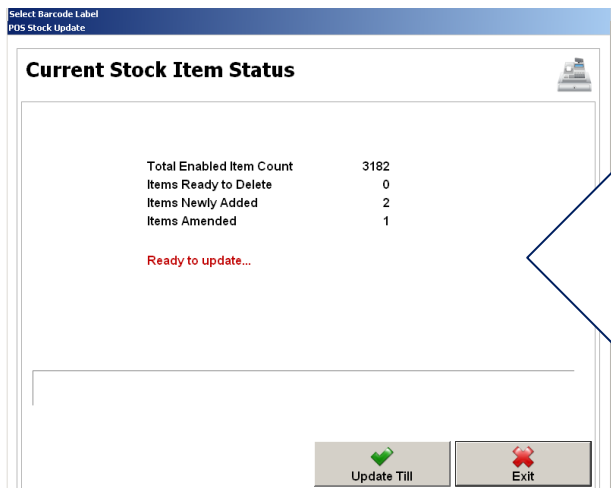 Select Barcode Label
POS Stock Update
Current Stock Item Status
Total Enabled Item Count 3182
Items Ready to Delete 0
Items Newly Added 2
Items Amended 1
Ready to update...
Update Till Exit